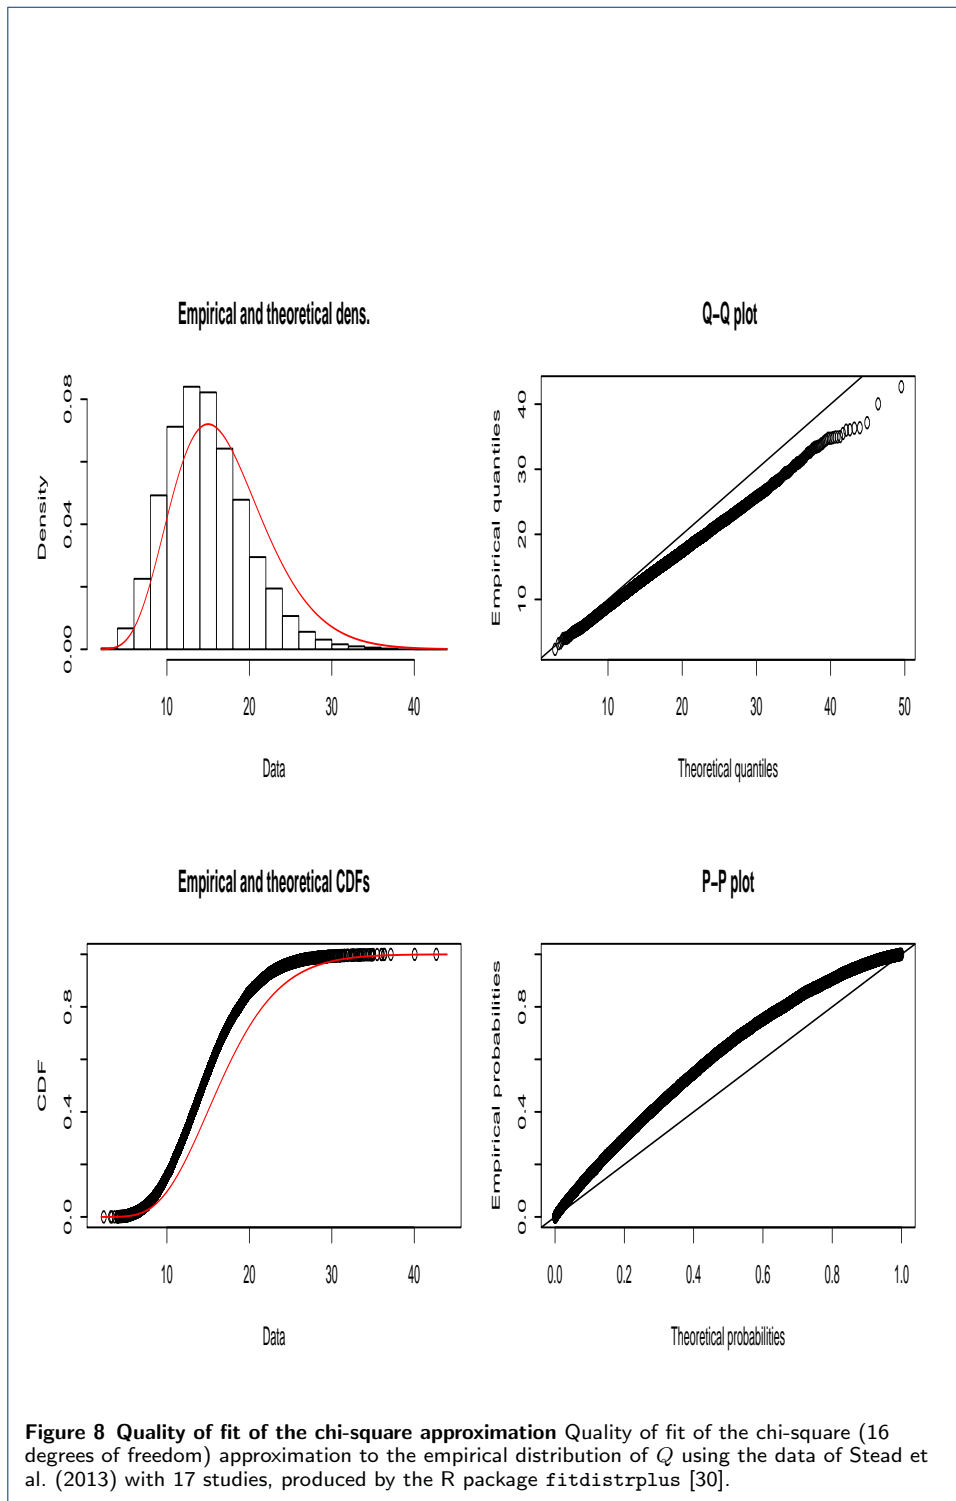 Empirical and theoretical dens.
Density
0.00 0.04 0.08
10 20 30 40
Data
Q−Q plot
Empirical quantiles
10 20 30 40
10 20 30 40 50
Theoretical quantiles
Empirical and theoretical CDFs
CDF
0.0 0.4 0.8
10 20 30 40
Data
P−P plot
Empirical probabilities
0.0 0.4 0.8
0.0 0.2 0.4 0.6 0.8 1.0
Theoretical probabilities
Figure 8 Quality of fit of the chi-square approximation Quality of fit of the chi-square (16
degrees of freedom) approximation to the empirical distribution of Q using the data of Stead et
al. (2013) with 17 studies, produced by the R package fitdistrplus [30].